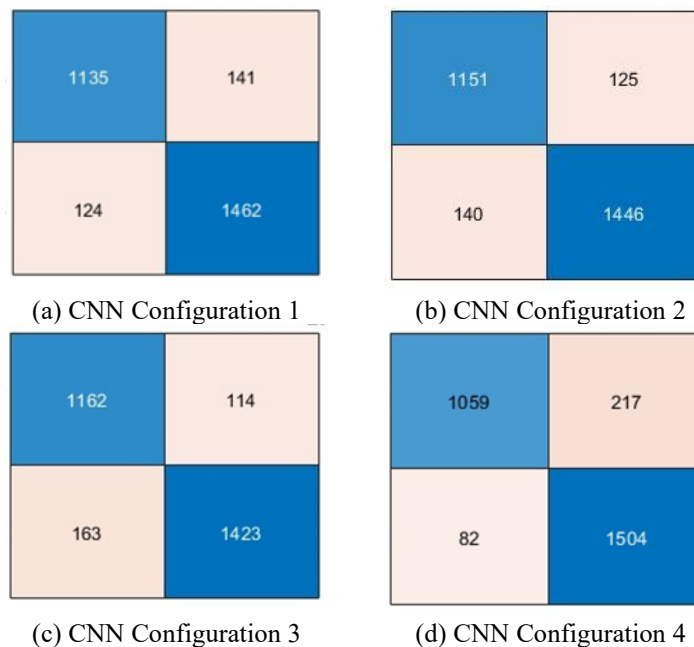 1135 141
124 1462
(a) CNN Configuration 1
1151 125
140 1446
(b) CNN Configuration 2
1162 114
163 1423
(c) CNN Configuration 3
1059 217
82 1504
(d) CNN Configuration 4